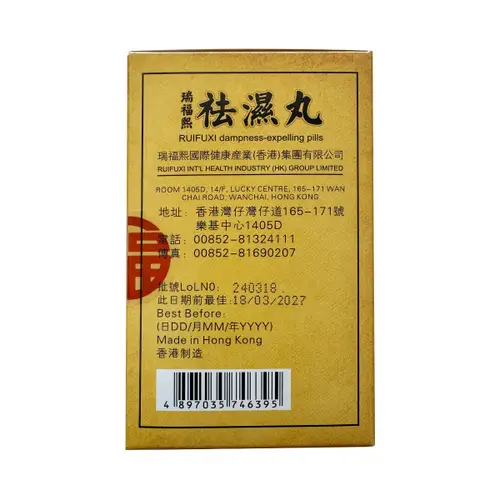 瑞福熙 祛濕丸
RUIFUXI dampness-expelling pills
瑞福熙國際健康産業(香港)集團有限公司
RUIFUXI INT'L HEALTH INDUSTRY (HK) GROUP LIMITED
ROOM 1405D, 14/F, LUCKY CENTRE, 165-171 WAN
CHAI ROAD, WANCHAI, HONG KONG
地址: 香港灣仔灣仔道165-171號
樂基中心1405D
電話: 00852-81324111
傳真: 00852-81690207
批號LoLNO: 240318
此日期前最佳:18/03/2027
Best Before:
(日DD/月MM/年YYYY)
Made in Hong Kong
香港制造
4 897035 746395
福